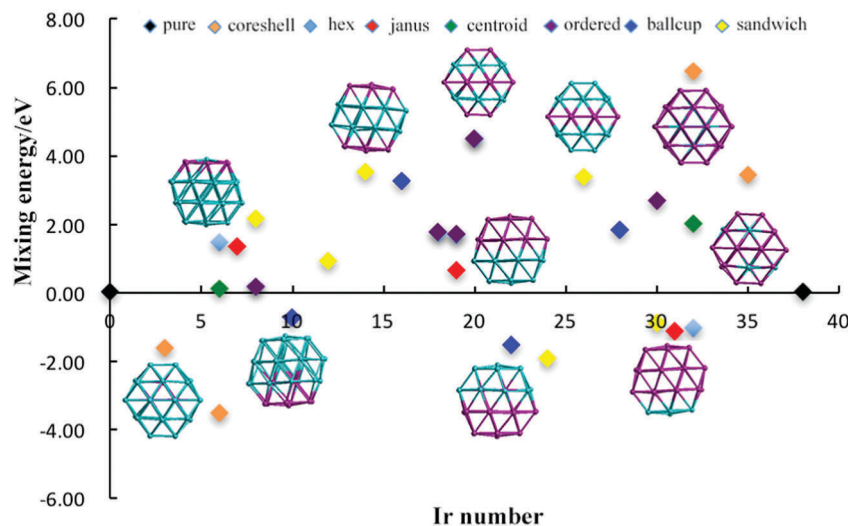 8.00
pure coreshell hex janus centroid ordered ballcup sandwich
6.00
4.00
2.00
0.00
-2.00
-4.00
-6.00
Mixing energy/eV
0 5 10 15 20 25 30 35 40
Ir number